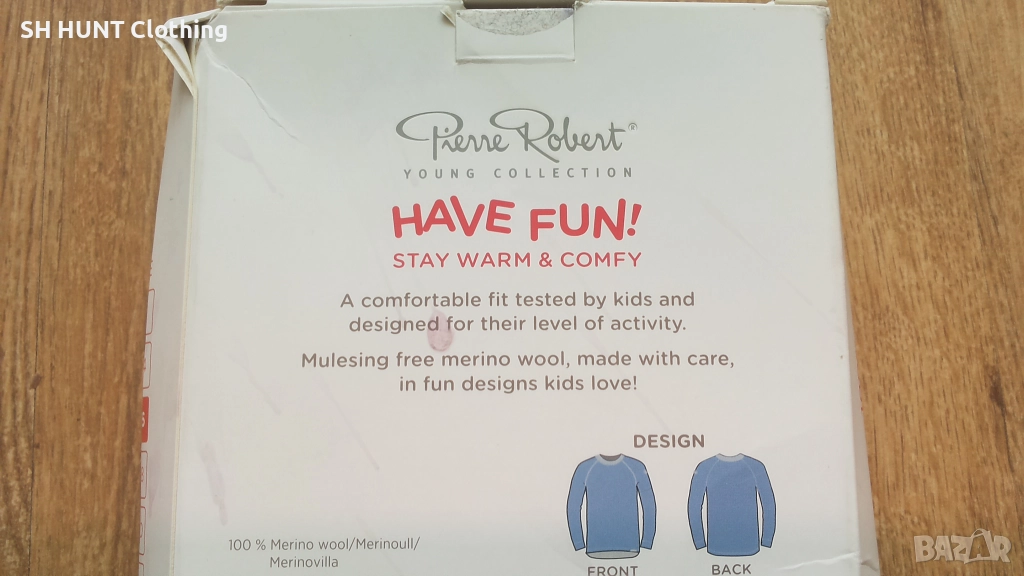 SH HUNT Clothing
Pierre Robert®
YOUNG COLLECTION
HAVE FUN!
STAY WARM & COMFY
A comfortable fit tested by kids and
designed for their level of activity.
Mulesing free merino wool, made with care,
in fun designs kids love!
DESIGN
100 % Merino wool/Merinoull/
Merinovilla
FRONT
BACK
BAZAR